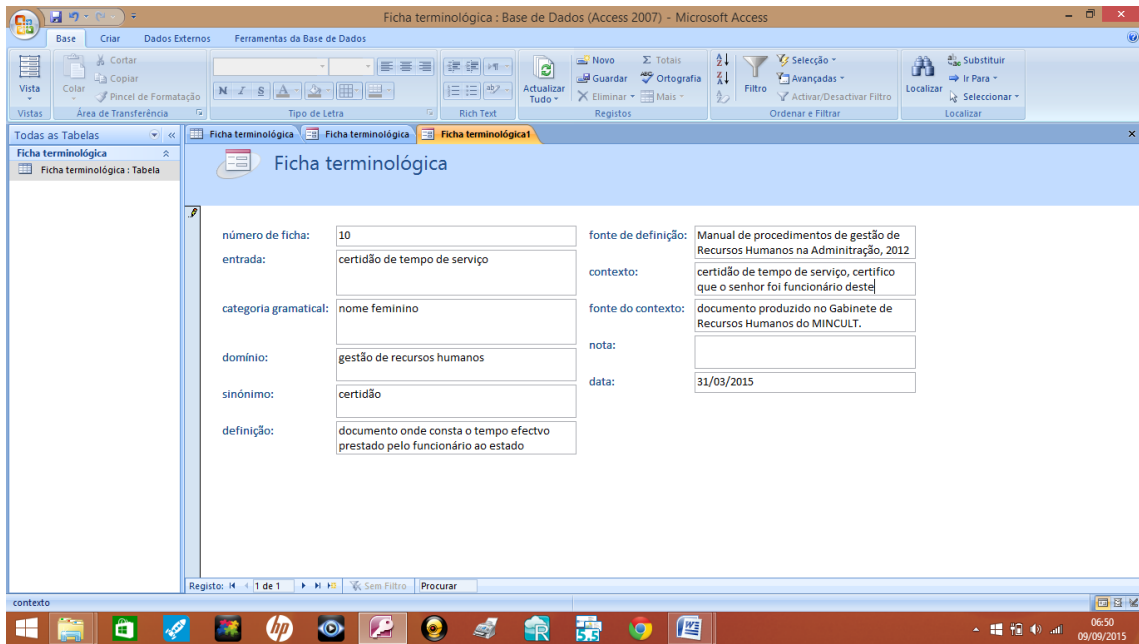 Ficha terminológica : Base de Dados (Access 2007) - Microsoft Access
Base Criar Dados Externos Ferramentas da Base de Dados
Vista
Vistas
Colar
Cortar
Copiar
Pincel de Formatação
Área de Transferência
N I S A
Tipo de Letra
ab
Rich Text
Actualizar
Tudo
Novo
Guardar
Eliminar
Totais
Ortografia
Mais
Registos
Filtro
Selecção
Avançadas
Activar/Desactivar Filtro
Ordenar e Filtrar
Localizar
Substituir
Ir Para
Seleccionar
Localizar
Todas as Tabelas
Ficha terminológica
Ficha terminológica : Tabela
Ficha terminológica Ficha terminológica Ficha terminológica1
Ficha terminológica
número de ficha: 10
entrada: certidão de tempo de serviço
categoria gramatical: nome feminino
domínio: gestão de recursos humanos
sinónimo: certidão
definição: documento onde consta o tempo efectvo
prestado pelo funcionário ao estado
fonte de definição: Manual de procedimentos de gestão de
Recursos Humanos na Adminitração, 2012
contexto: certidão de tempo de serviço, certifico
que o senhor foi funcionário deste
fonte do contexto: documento produzido no Gabinete de
Recursos Humanos do MINCULT.
nota:
data: 31/03/2015
Registo: 1 de 1 Sem Filtro Procurar
contexto
hp
06:50
09/09/2015